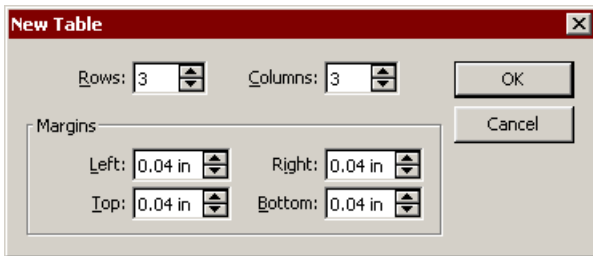 New Table
Rows: 3 Columns: 3 OK
Margins Cancel
Left: 0.04 in Right: 0.04 in
Top: 0.04 in Bottom: 0.04 in